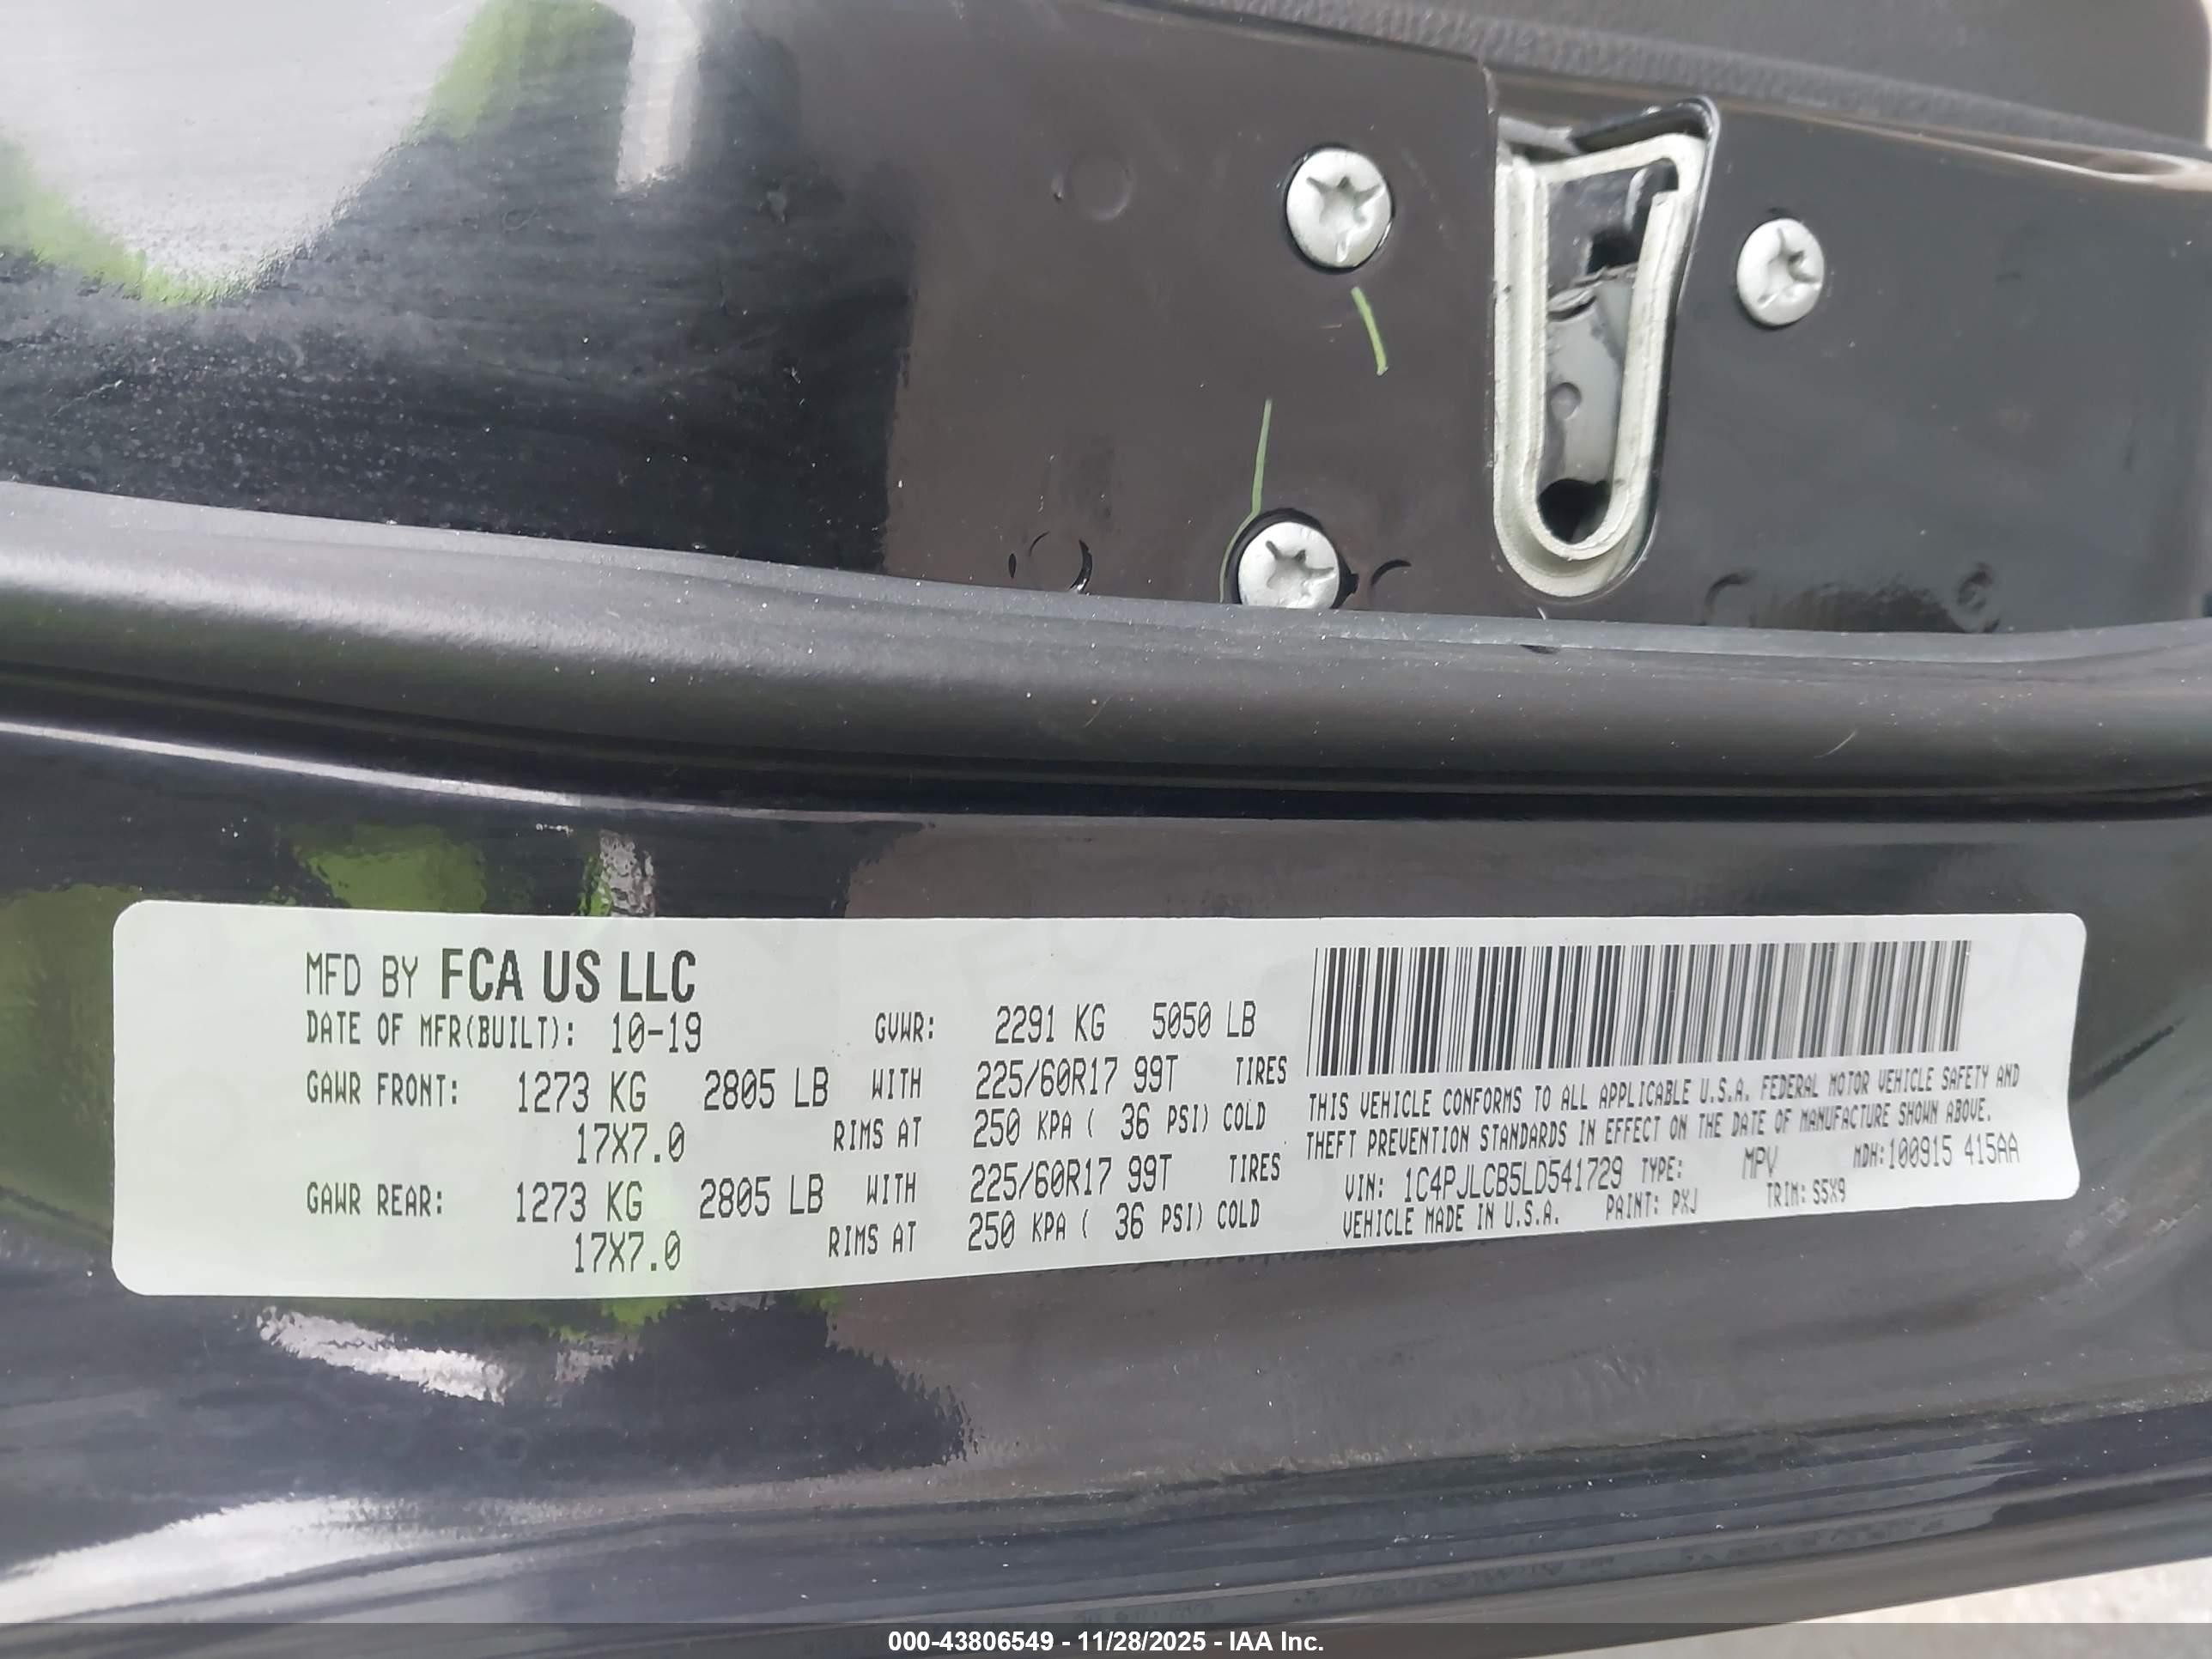 MFD BY FCA US LLC
DATE OF MFR(BUILT): 10-19 GVWR: 2291 KG 5050 LB
GAWR FRONT: 1273 KG 2805 LB WITH 225/60R17 99T TIRES
17X7.0 RIMS AT 250 KPA ( 36 PSI) COLD
GAWR REAR: 1273 KG 2805 LB WITH 225/60R17 99T TIRES
17X7.0 RIMS AT 250 KPA ( 36 PSI) COLD
THIS VEHICLE CONFORMS TO ALL APPLICABLE U.S.A. FEDERAL MOTOR VEHICLE SAFETY AND
THEFT PREVENTION STANDARDS IN EFFECT ON THE DATE OF MANUFACTURE SHOWN ABOVE.
VIN: 1C4PJLCB5LD541729 TYPE: MPV MDH:100915 415AA
VEHICLE MADE IN U.S.A. PAINT: PXJ TRIM: S5X9
000-43806549 - 11/28/2025 - IAA Inc.